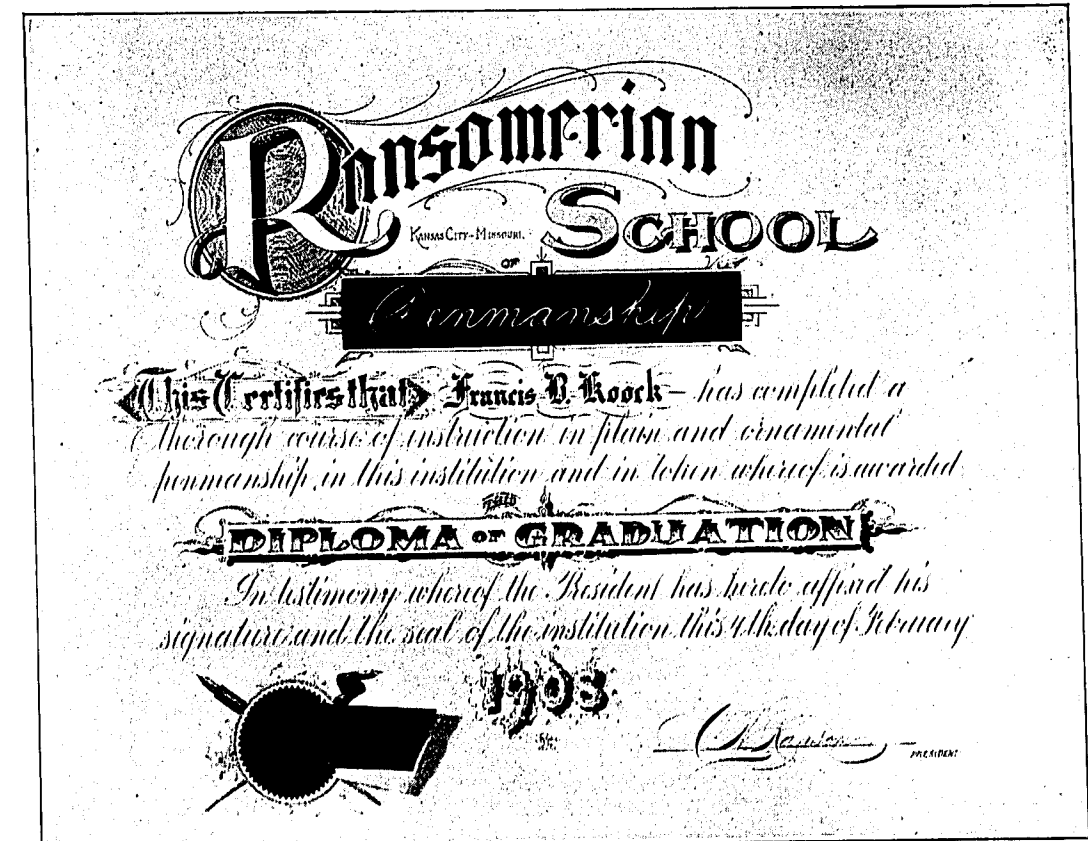 Ransomerian
School
Kansas City - Missouri.
OF
Penmanship
This Certifies that Francis B. Koock — has completed a
thorough course of instruction in plain and ornamental
penmanship, in this institution and in token whereof is awarded
this
DIPLOMA OF GRADUATION
In testimony whereof the President has hereto affixed his
signature and the seal of the institution this 4th day of February
1908
PRESIDENT